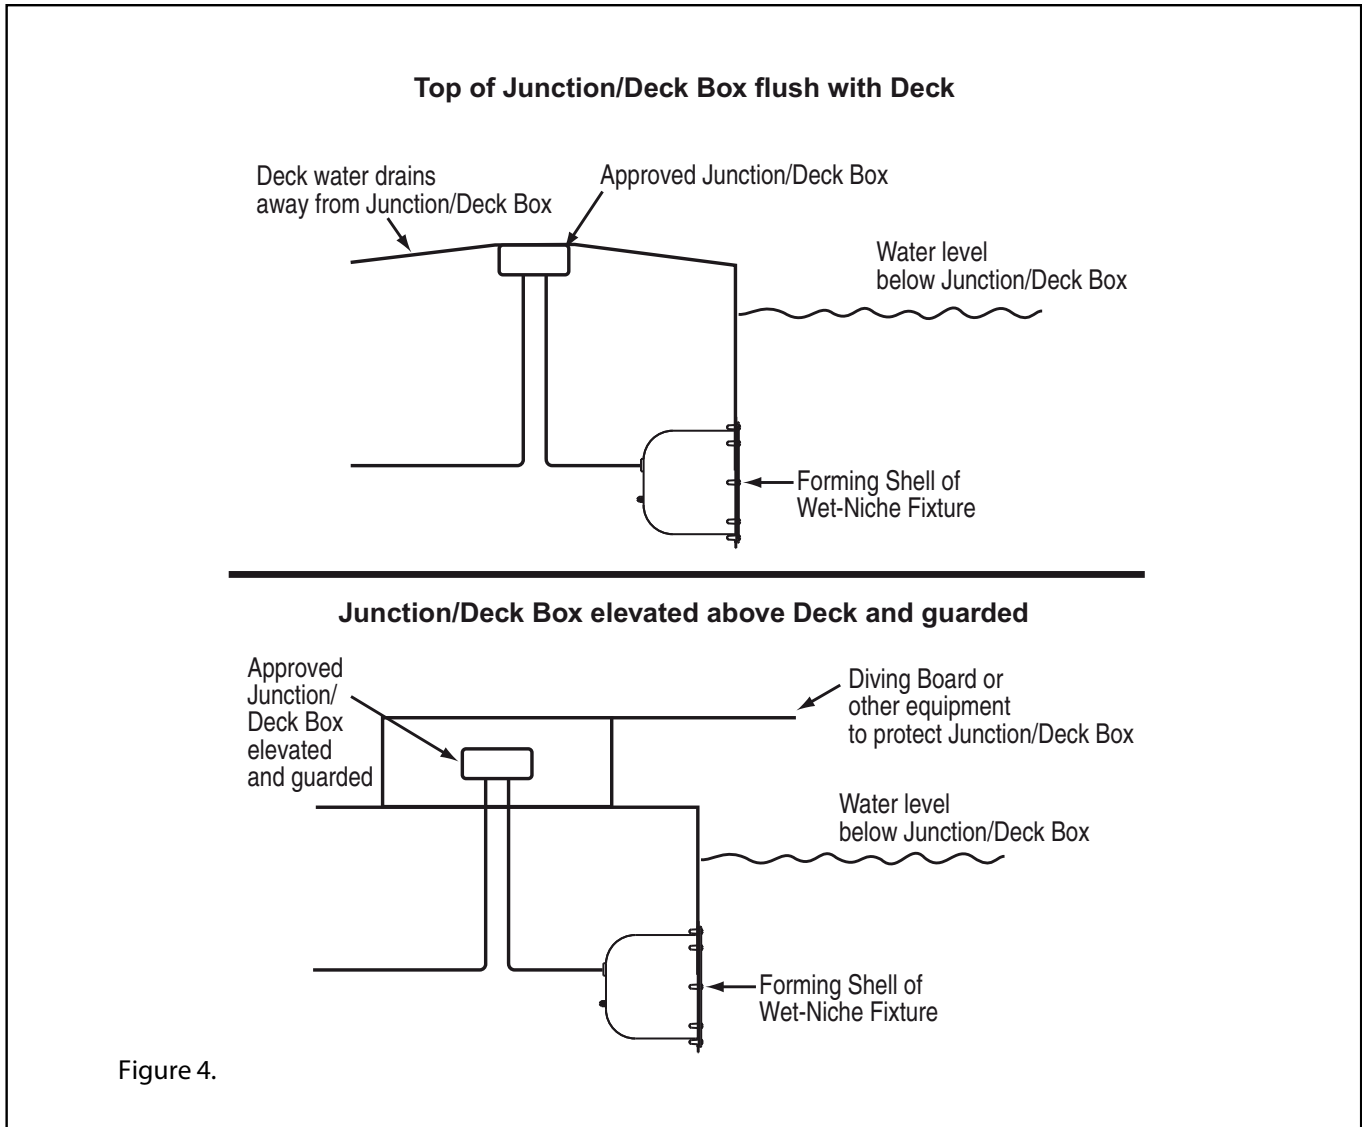 Top of Junction/Deck Box flush with Deck
Deck water drains
away from Junction/Deck Box
Approved Junction/Deck Box
Water level
below Junction/Deck Box
Forming Shell of
Wet-Niche Fixture
Junction/Deck Box elevated above Deck and guarded
Approved
Junction/
Deck Box
elevated
and guarded
Diving Board or
other equipment
to protect Junction/Deck Box
Water level
below Junction/Deck Box
Forming Shell of
Wet-Niche Fixture
Figure 4.